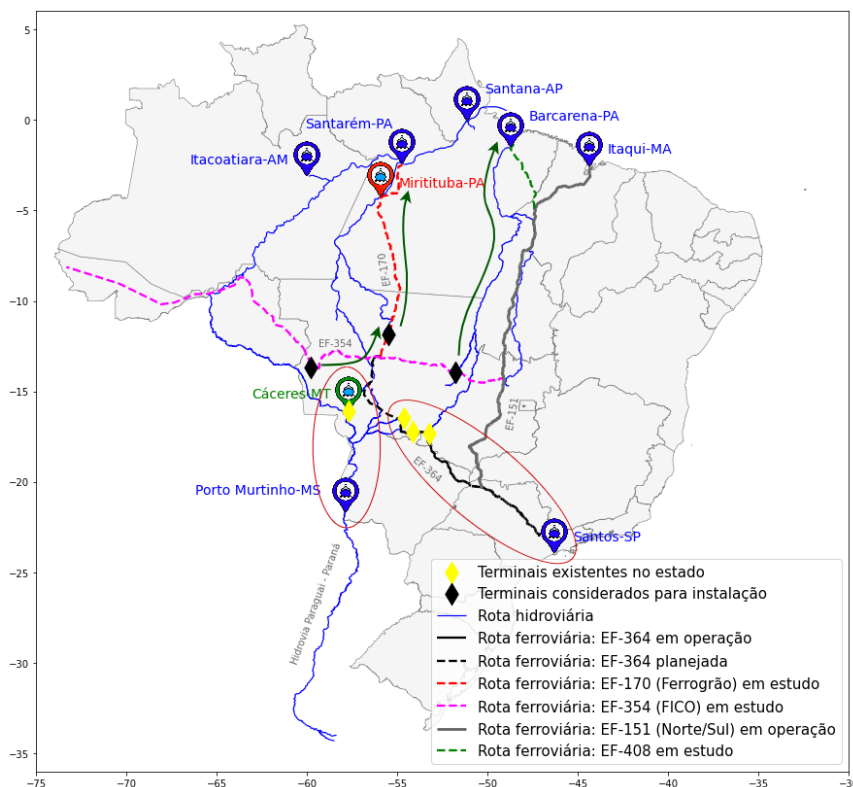 5
0
−5
−10
−15
−20
−25
−30
−35
−75
−70
−65
−60
−55
−50
−45
−40
−35
−30
Santana-AP
Barcarena-PA
Santarém-PA
Itaqui-MA
Itacoatiara-AM
Miritituba-PA
EF-170
EF-354
Cáceres-MT
EF-151
EF-364
Porto Murtinho-MS
Santos-SP
Hidrovia Paraguai - Paraná
Terminais existentes no estado
Terminais considerados para instalação
Rota hidroviária
Rota ferroviária: EF-364 em operação
Rota ferroviária: EF-364 planejada
Rota ferroviária: EF-170 (Ferrogrão) em estudo
Rota ferroviária: EF-354 (FICO) em estudo
Rota ferroviária: EF-151 (Norte/Sul) em operação
Rota ferroviária: EF-408 em estudo